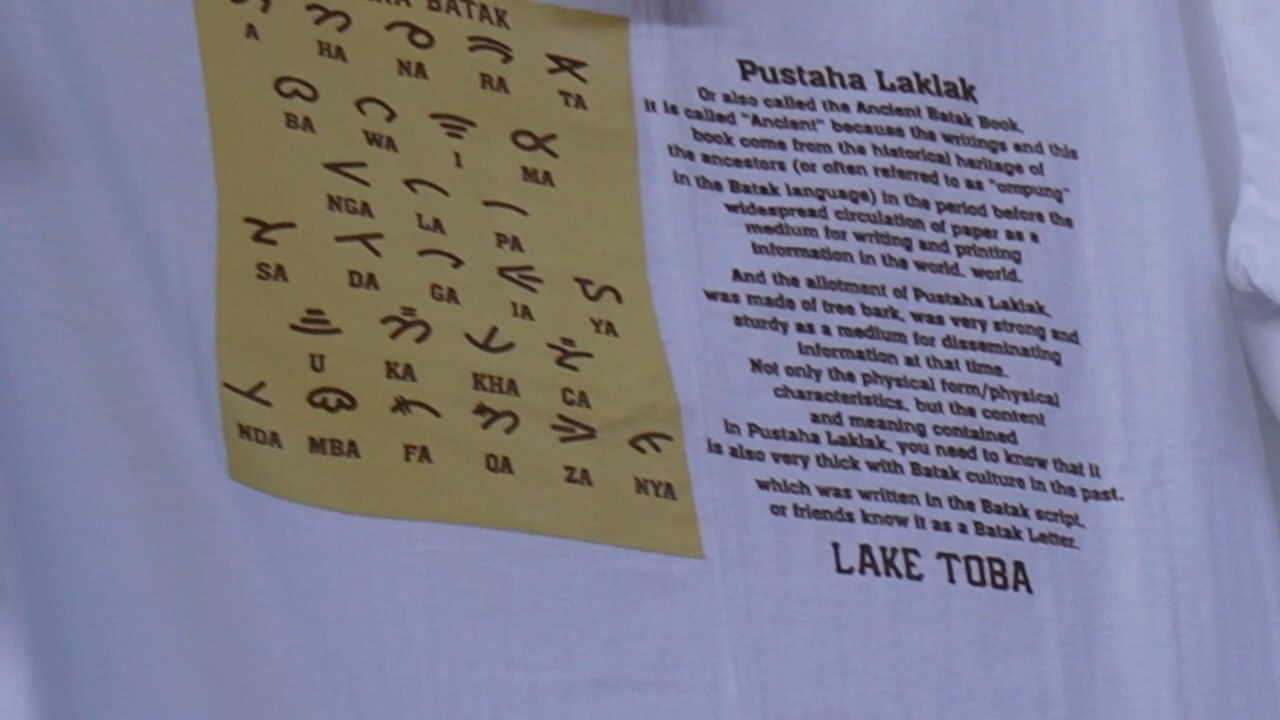 BATAK
A HA NA RA TA
BA WA I MA
NGA LA PA
SA DA GA IA YA
U KA KHA CA
NDA MBA FA QA ZA NYA
Pustaha Laklak
Or also called the Ancient Batak Book.
It is called "Ancient" because the writings and this
book come from the historical heritage of
the ancestors (or often referred to as "ompung"
in the Batak language) in the period before the
widespread circulation of paper as a
medium for writing and printing
information in the world. world.
And the allotment of Pustaha Laklak,
was made of tree bark, was very strong and
sturdy as a medium for disseminating
information at that time.
Not only the physical form/physical
characteristics, but the content
and meaning contained
in Pustaha Laklak, you need to know that it
is also very thick with Batak culture in the past.
which was written in the Batak script,
or friends know it as a Batak Letter.
LAKE TOBA